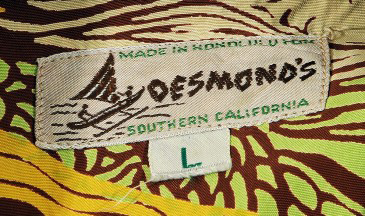 MADE IN HONOLULU FOR
DESMOND'S
SOUTHERN CALIFORNIA
L